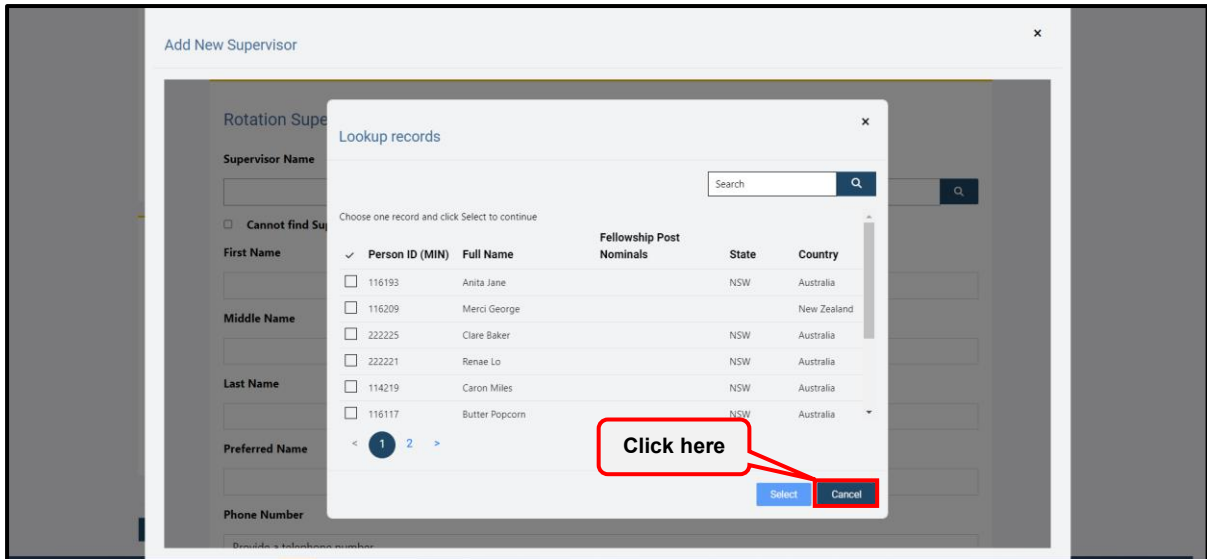 Add New Supervisor
×
Rotation Supe
Lookup records
×
Supervisor Name
Search
Cannot find Su
Choose one record and click Select to continue
First Name
Person ID (MIN) Full Name Fellowship Post Nominals State Country
116193 Anita Jane NSW Australia
116209 Merci George New Zealand
Middle Name
222225 Clare Baker NSW Australia
222221 Renae Lo NSW Australia
Last Name
114219 Caron Miles NSW Australia
116117 Butter Popcorn NSW Australia
< 1 2 >
Click here
Preferred Name
Select Cancel
Phone Number
Provide a telephone number